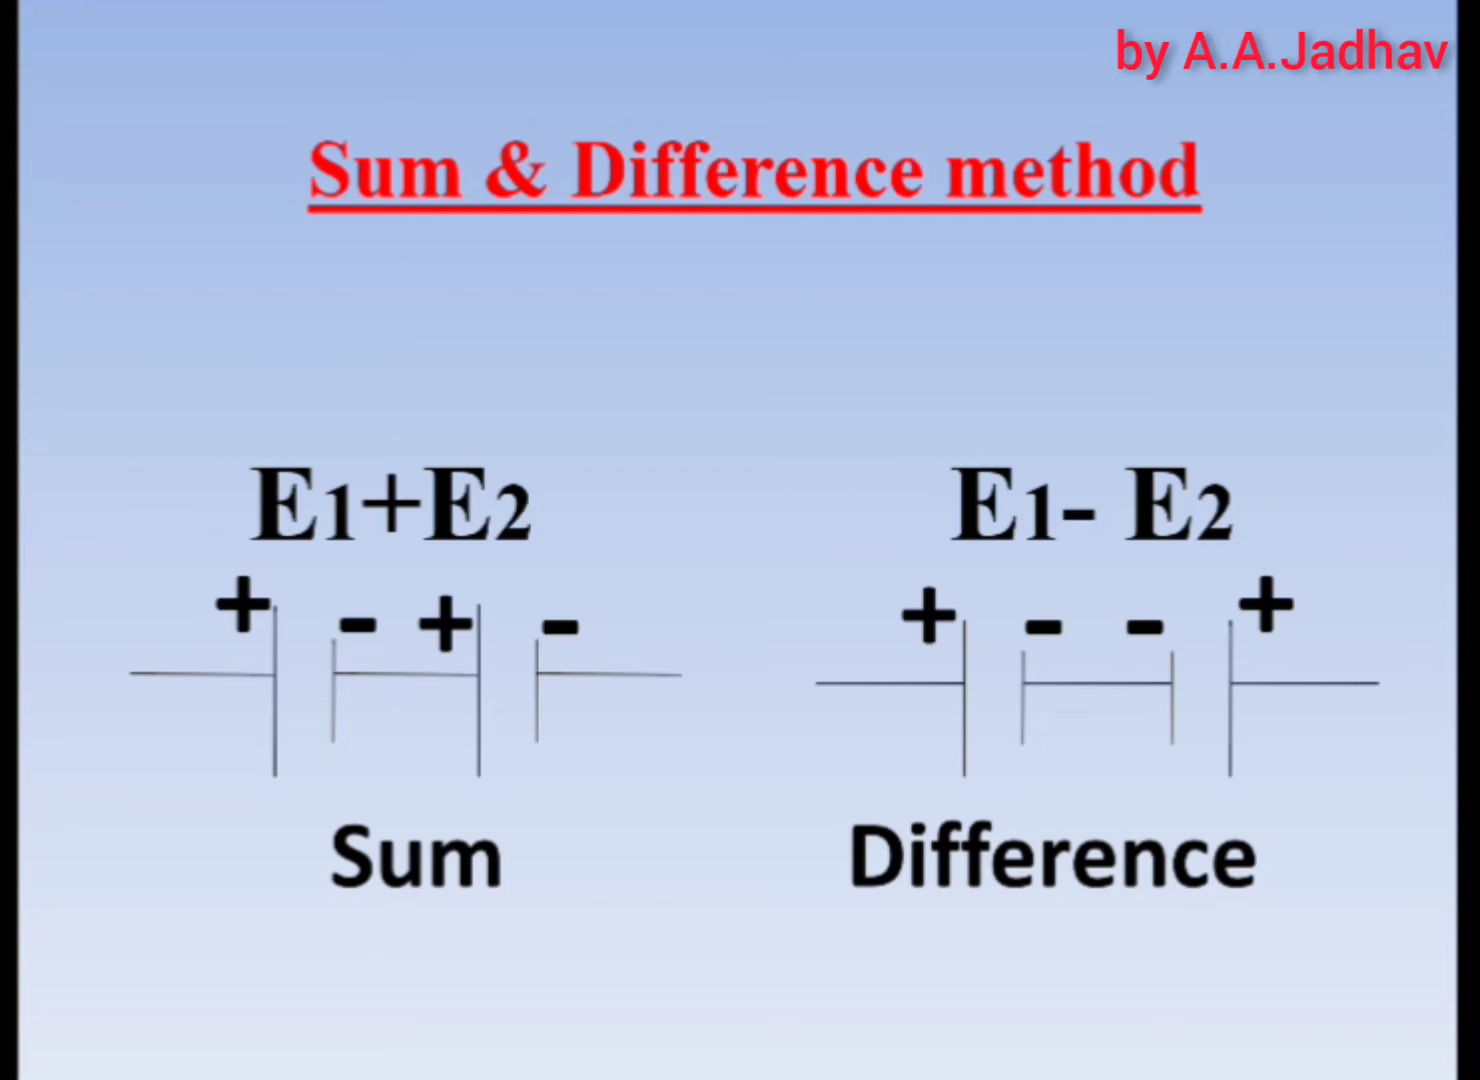 by A.A.Jadhav
Sum & Difference method
E1+E2 E1- E2
+ - + - + - - +
Sum Difference